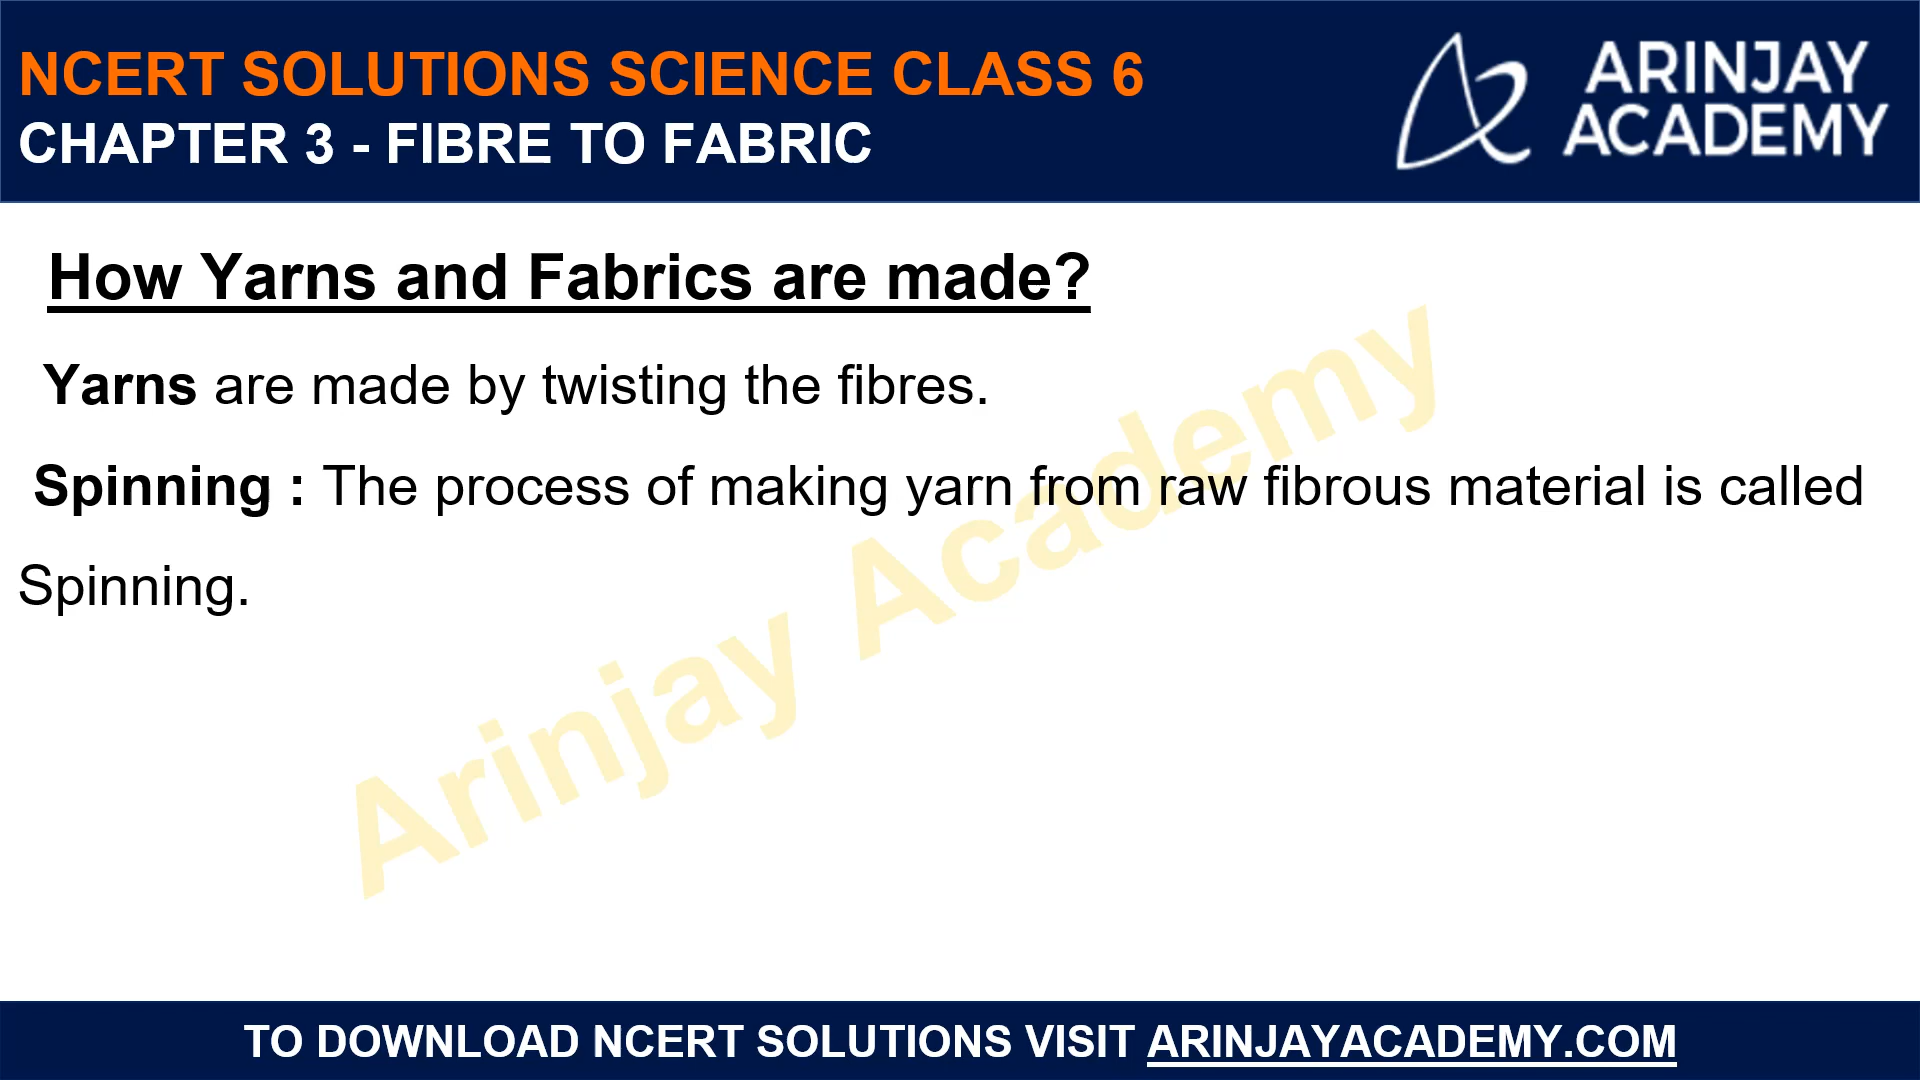 NCERT SOLUTIONS SCIENCE CLASS 6
CHAPTER 3 - FIBRE TO FABRIC
ARINJAY
ACADEMY
How Yarns and Fabrics are made?
Yarns are made by twisting the fibres.
Spinning : The process of making yarn from raw fibrous material is called
Spinning.
Arinjay Academy
TO DOWNLOAD NCERT SOLUTIONS VISIT ARINJAYACADEMY.COM